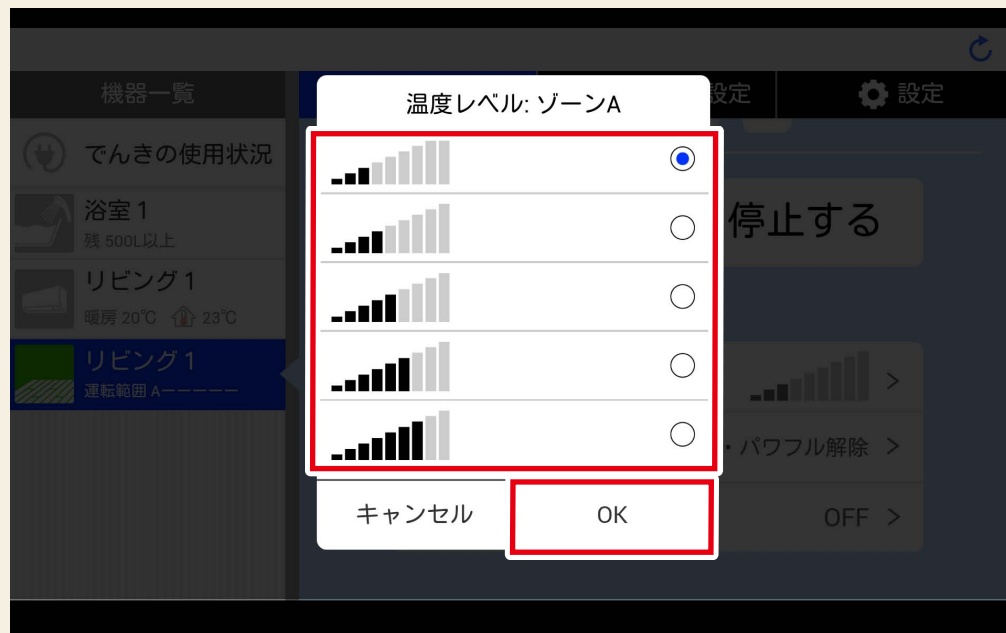 機器一覧
設定
設定
でんきの使用状況
浴室1
残 500L以上
リビング1
暖房 20℃ 23℃
リビング1
運転範囲 A－－－－－
温度レベル: ゾーンA
キャンセル
OK
停止する
>
・パワフル解除 >
OFF >